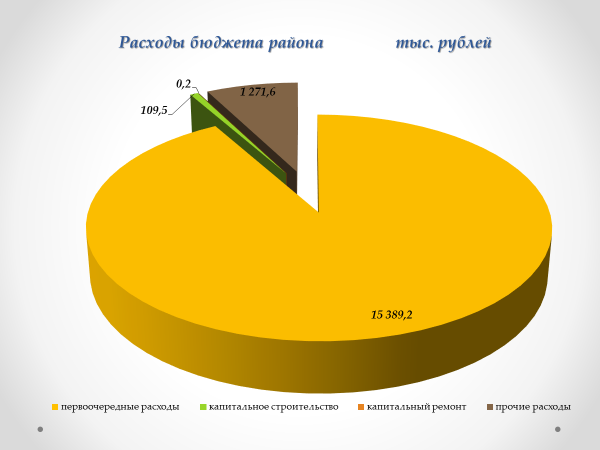 Расходы бюджета района тыс. рублей
0,2
1 271,6
109,5
15 389,2
первоочередные расходы капитальное строительство капитальный ремонт прочие расходы